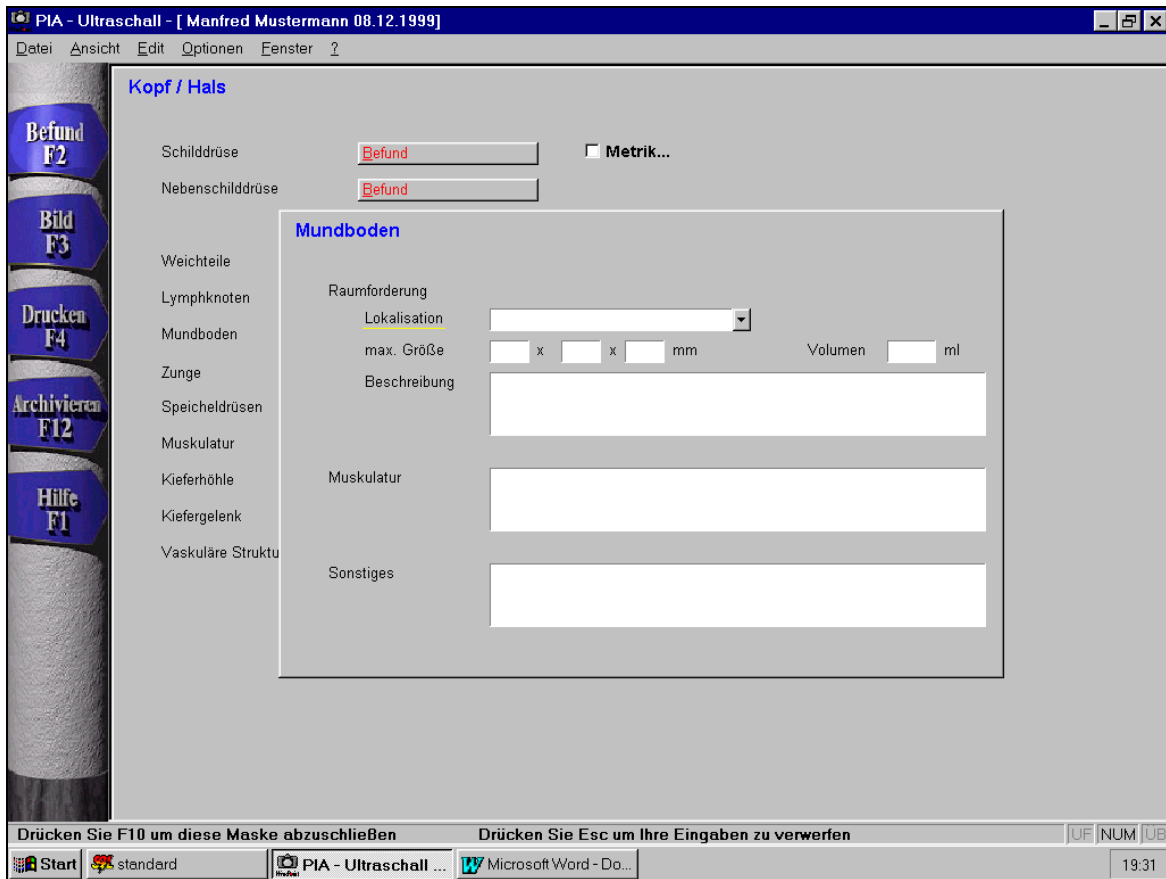 PIA - Ultraschall - [ Manfred Mustermann 08.12.1999]
Datei Ansicht Edit Optionen Fenster ?
Kopf / Hals
Befund
F2
Schilddrüse Befund Metrik...
Nebenschilddrüse Befund
Bild
F3
Mundboden
Weichteile
Lymphknoten
Mundboden
Zunge
Speicheldrüsen
Muskulatur
Kieferhöhle
Kiefergelenk
Vaskuläre Struktu
Raumforderung
Lokalisation
max. Größe x x mm Volumen ml
Beschreibung
Muskulatur
Sonstiges
Drucken
F4
Archivieren
F12
Hilfe
F1
Drücken Sie F10 um diese Maske abzuschließen Drücken Sie Esc um Ihre Eingaben zu verwerfen UF NUM ÜB
Start standard PIA - Ultraschall ... Microsoft Word - Do... 19:31